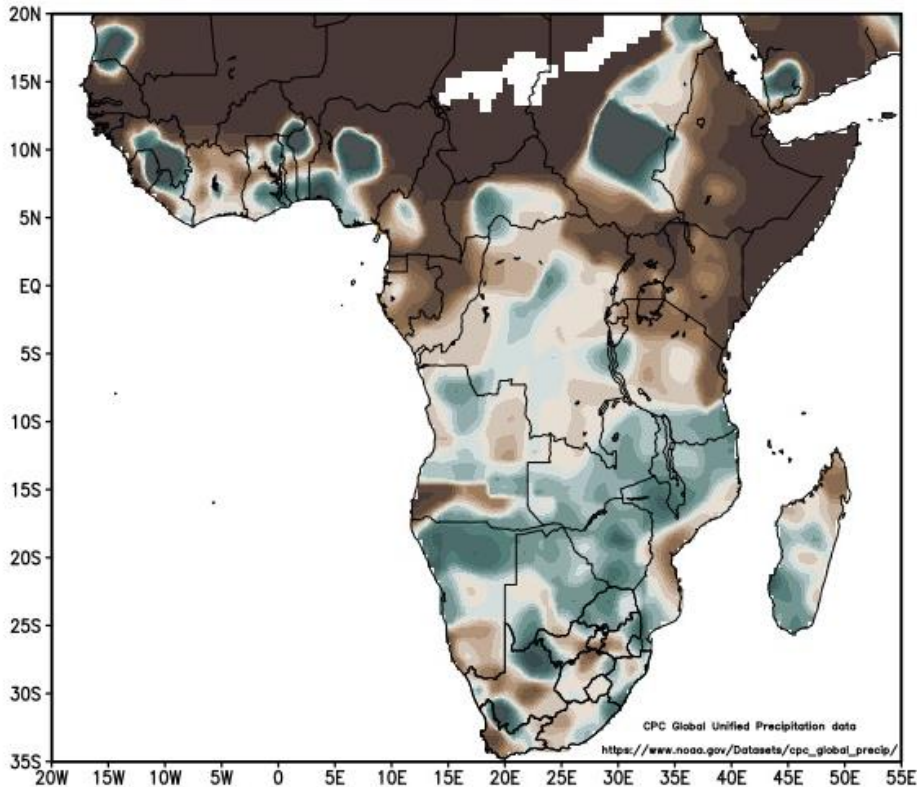 20N
15N
10N
5N
EQ
5S
10S
15S
20S
25S
30S
35S
CPC Global Unified Precipitation data
https://www.noaa.gov/Datasets/cpc_global_precip/
20W 15W 10W 5W 0 5E 10E 15E 20E 25E 30E 35E 40E 45E 50E 55E